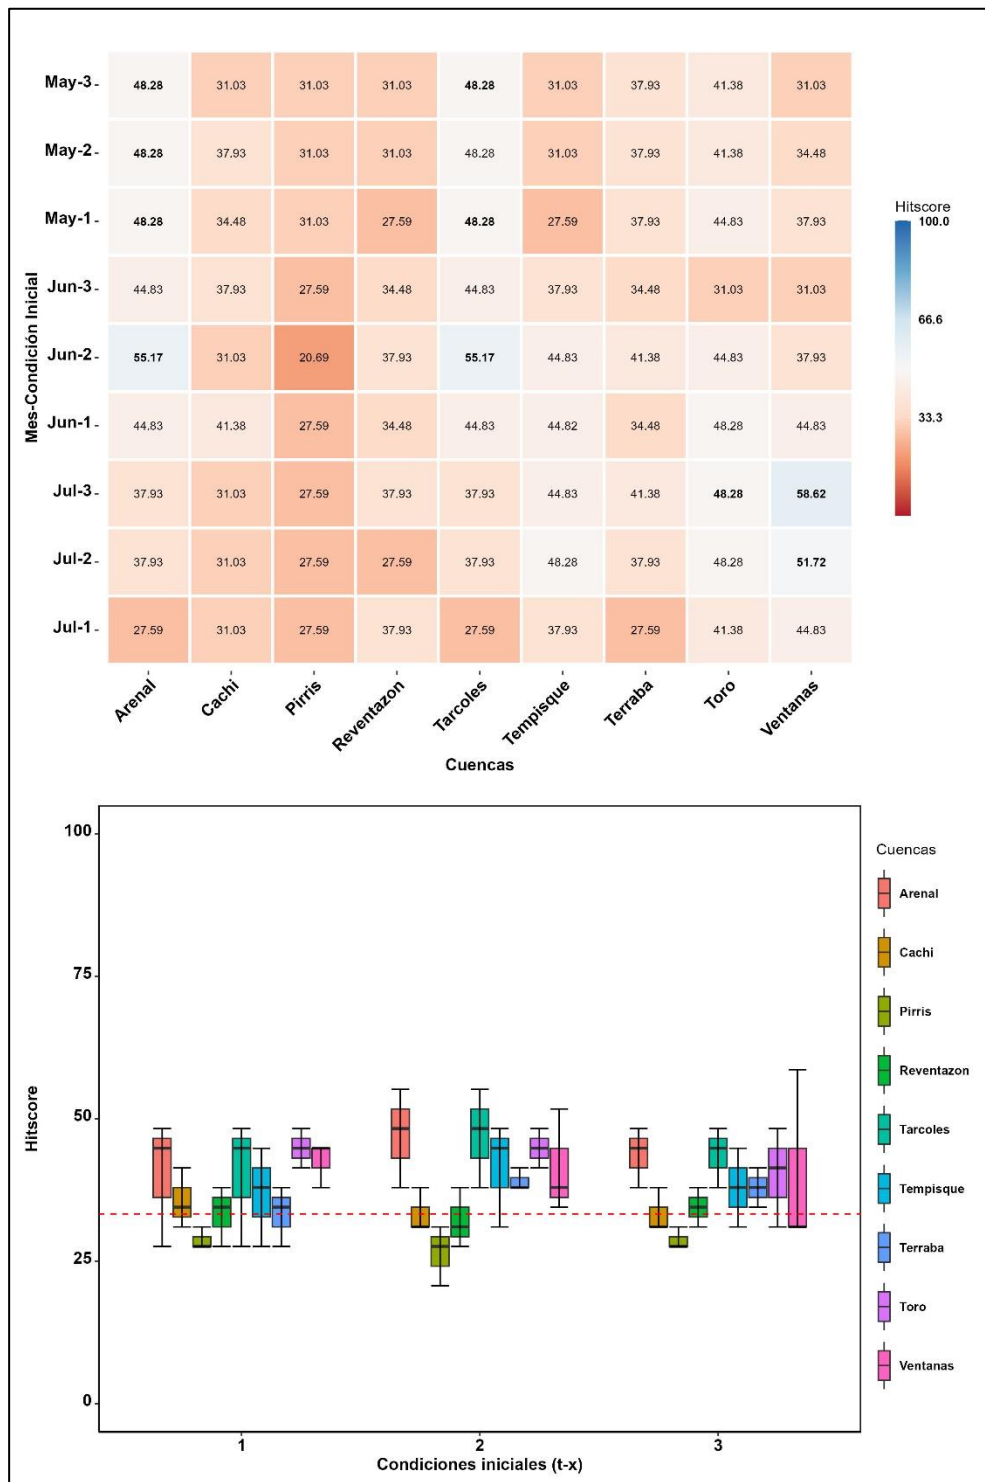 May-3 48.28 31.03 31.03 31.03 48.28 31.03 37.93 41.38 31.03
May-2 48.28 37.93 31.03 31.03 48.28 31.03 37.93 41.38 34.48
May-1 48.28 34.48 31.03 27.59 48.28 27.59 37.93 44.83 37.93
Jun-3 44.83 37.93 27.59 34.48 44.83 37.93 34.48 31.03 31.03
Jun-2 55.17 31.03 20.69 37.93 55.17 44.83 41.38 44.83 37.93
Jun-1 44.83 41.38 27.59 34.48 44.83 44.82 34.48 48.28 44.83
Jul-3 37.93 31.03 27.59 37.93 37.93 44.83 41.38 48.28 58.62
Jul-2 37.93 31.03 27.59 27.59 37.93 48.28 37.93 48.28 51.72
Jul-1 27.59 31.03 27.59 37.93 27.59 37.93 27.59 41.38 44.83
Mes-Condición Inicial
Arenal Cachi Pirris Reventazon Tarcoles Tempisque Terraba Toro Ventanas
Cuencas
Hitscore
100.0
66.6
33.3
100
75
50
25
0
Hitscore
1 2 3
Condiciones iniciales (t-x)
Cuencas
Arenal
Cachi
Pirris
Reventazon
Tarcoles
Tempisque
Terraba
Toro
Ventanas